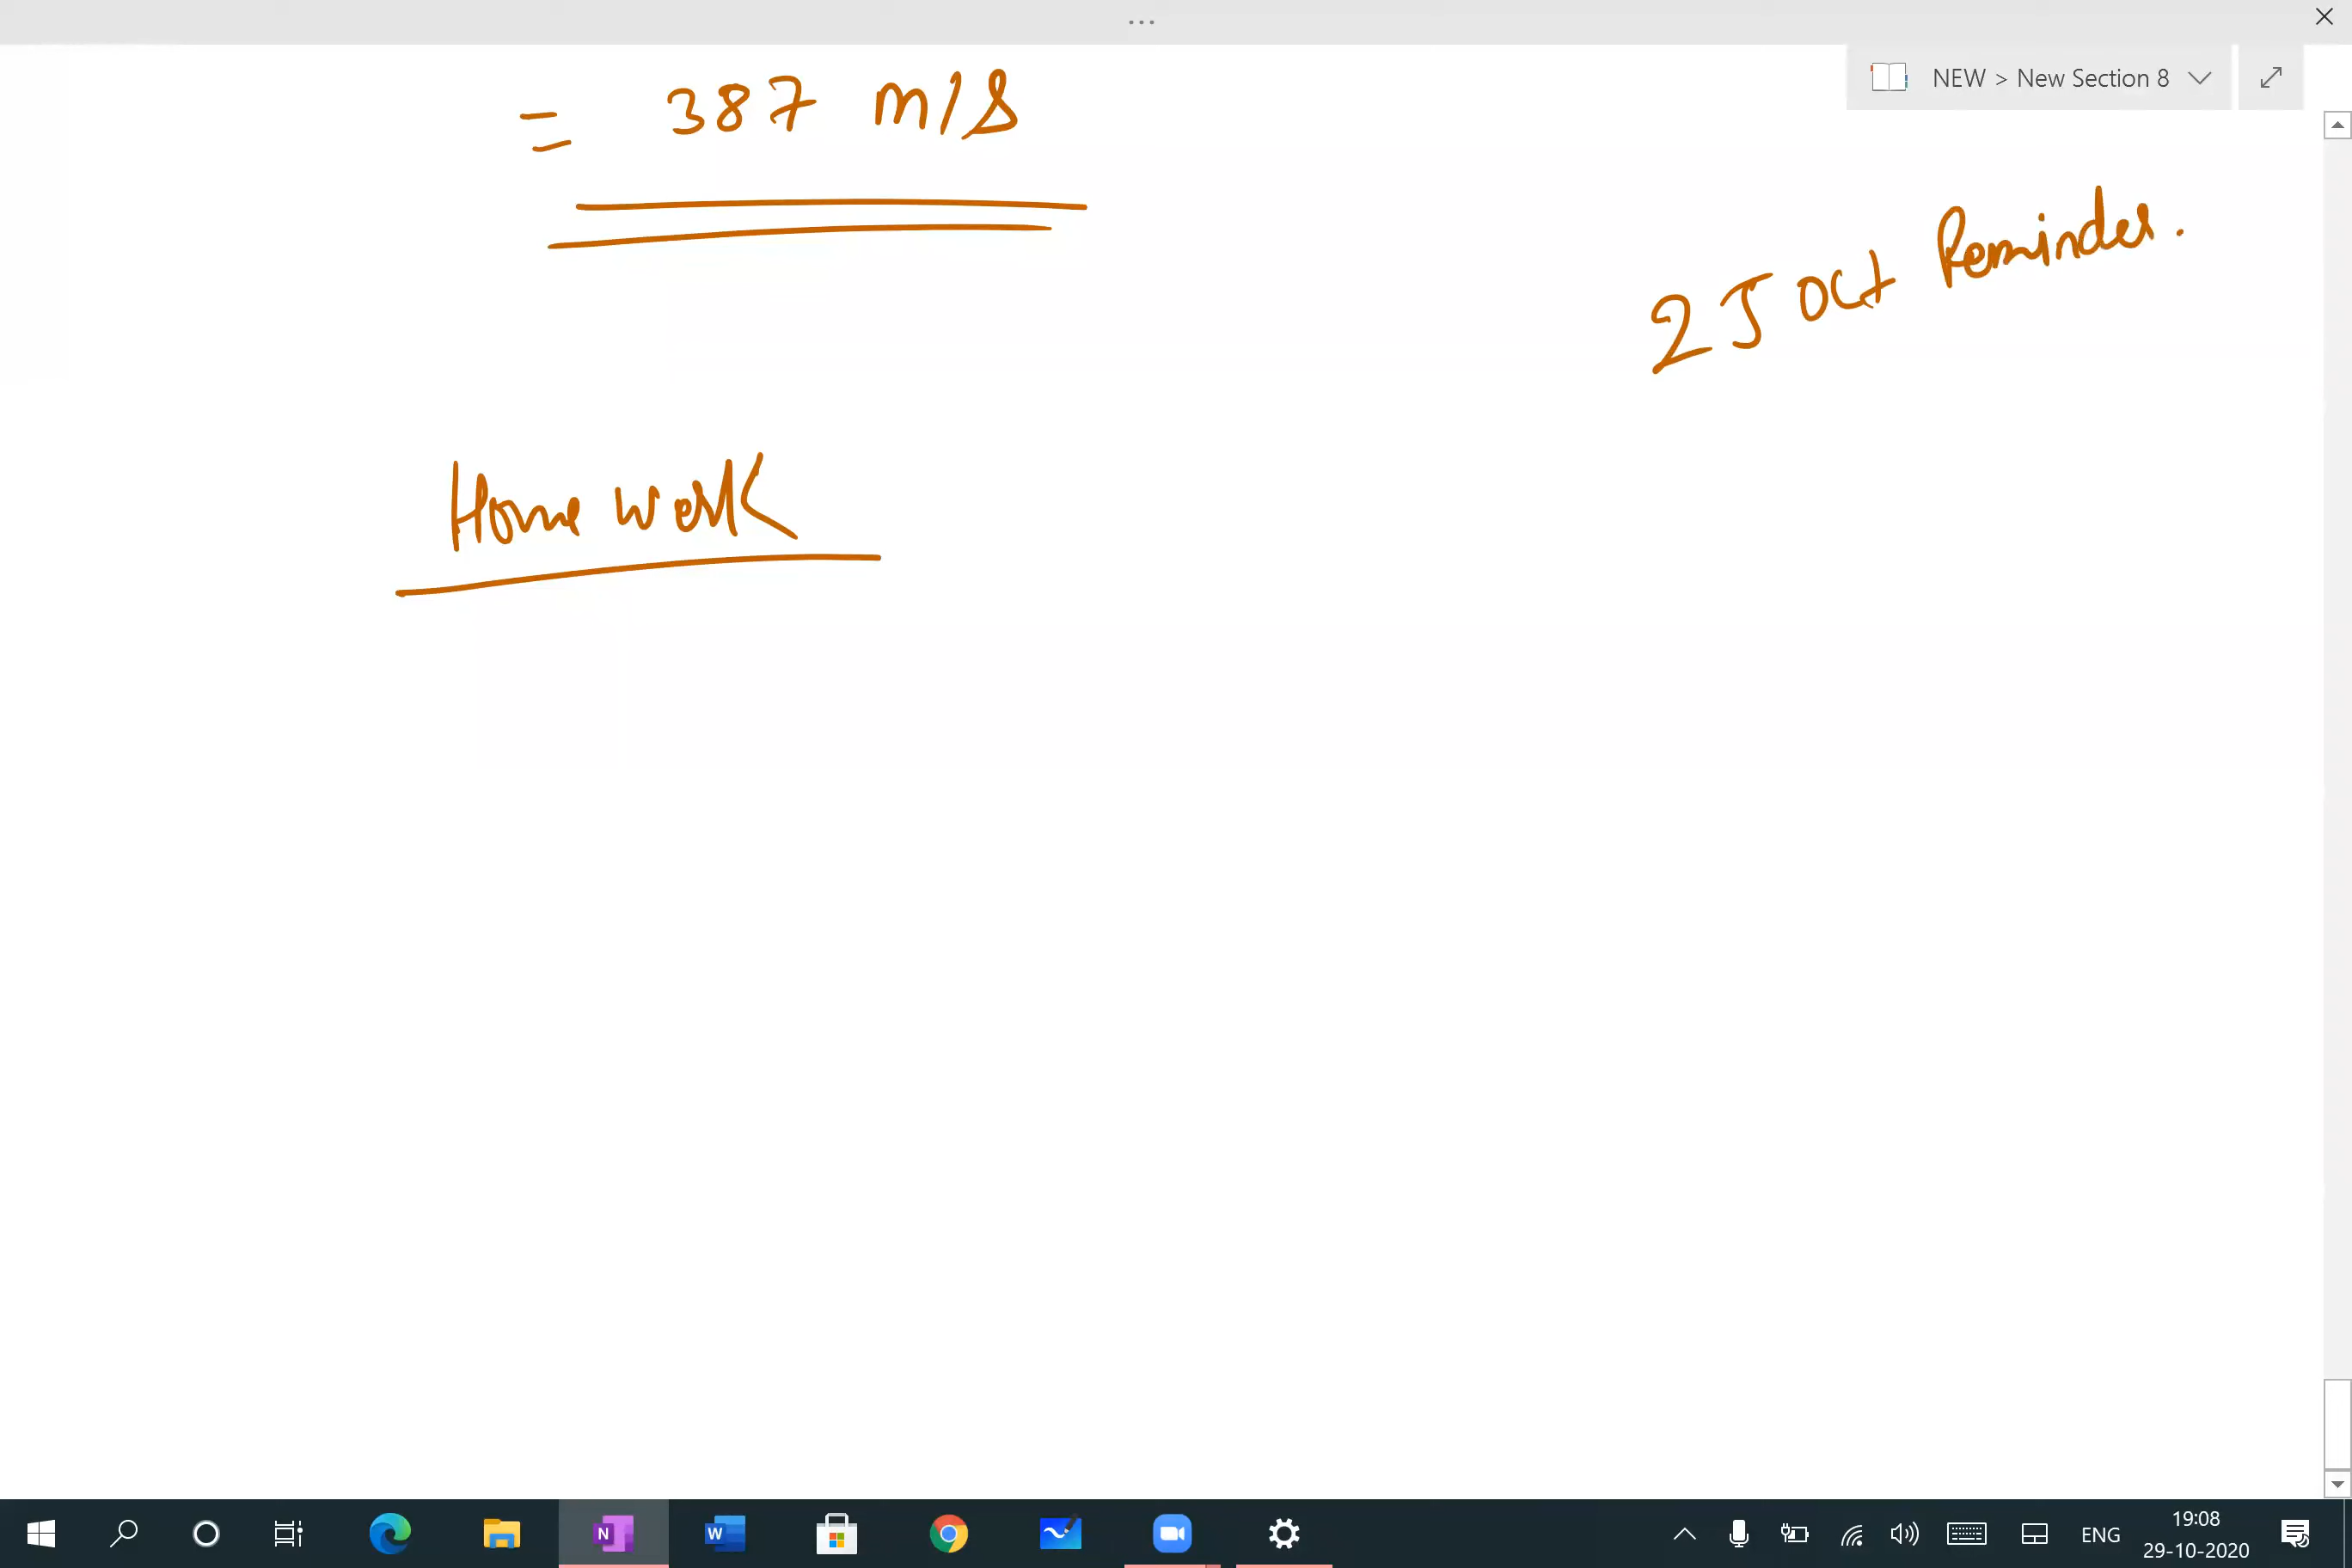 ...
NEW > New Section 8
= 387 m/s
25 Oct Reminder.
Home work
N
W
ENG
19:08
29-10-2020